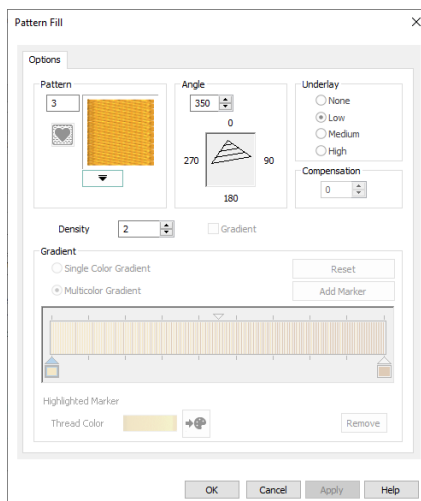 Pattern Fill
Options
Pattern
3
Angle
350
0
270
90
180
Underlay
None
Low
Medium
High
Compensation
0
Density
2
Gradient
Gradient
Single Color Gradient
Reset
Multicolor Gradient
Add Marker
Highlighted Marker
Thread Color
Remove
OK
Cancel
Apply
Help